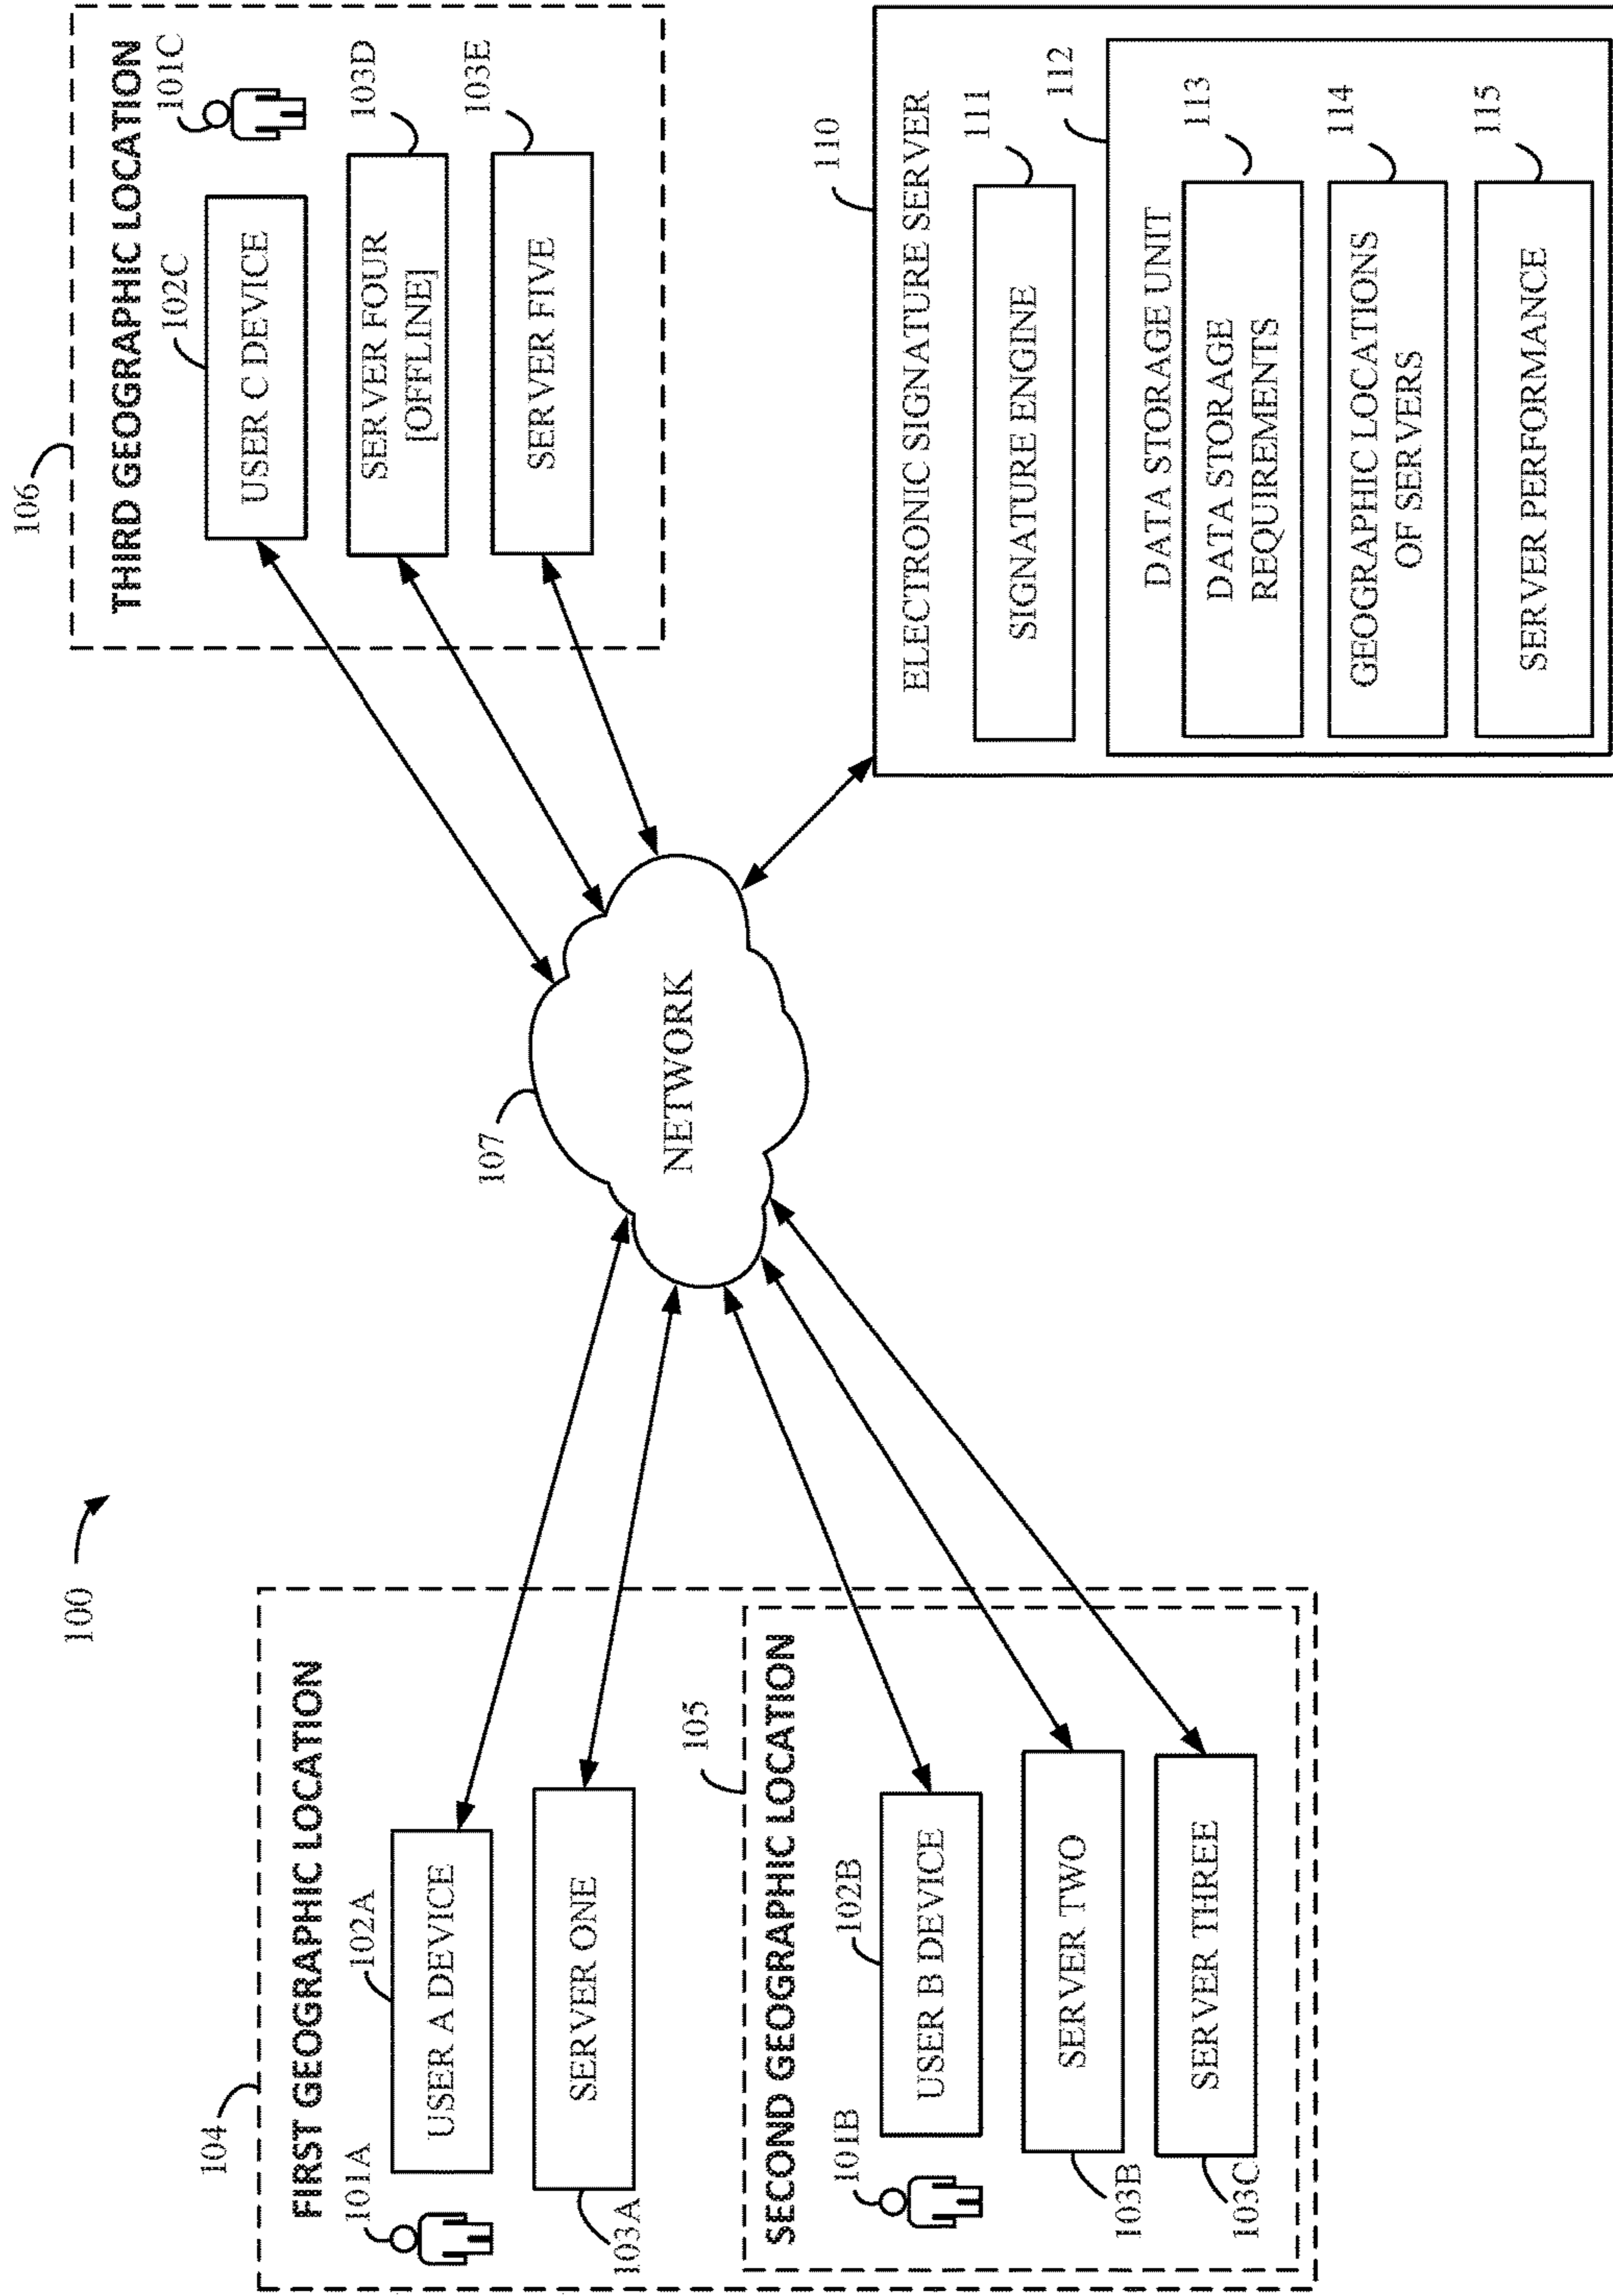 100
104
FIRST GEOGRAPHIC LOCATION
101A
102A
USER A DEVICE
SERVER ONE
103A
105
SECOND GEOGRAPHIC LOCATION
101B
102B
USER B DEVICE
SERVER TWO
103B
SERVER THREE
103C
107
NETWORK
106
THIRD GEOGRAPHIC LOCATION
102C
101C
USER C DEVICE
103D
SERVER FOUR
[OFFLINE]
103E
SERVER FIVE
110
ELECTRONIC SIGNATURE SERVER
111
SIGNATURE ENGINE
112
DATA STORAGE UNIT
113
DATA STORAGE
REQUIREMENTS
114
GEOGRAPHIC LOCATIONS
OF SERVERS
115
SERVER PERFORMANCE